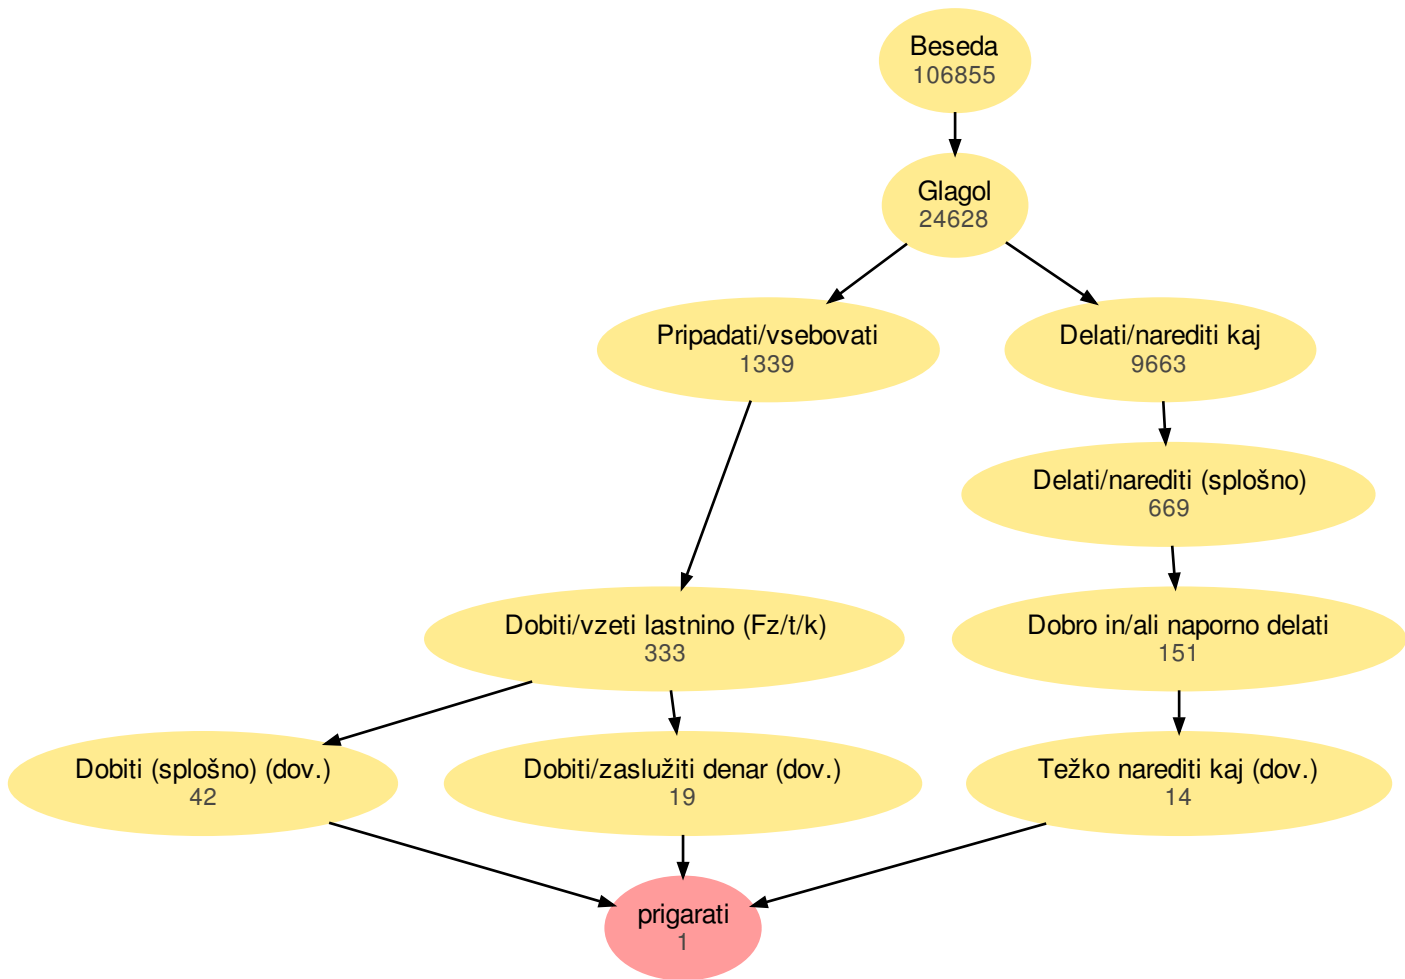 Beseda
106855
Glagol
24628
Pripadati/vsebovati
1339
Delati/narediti kaj
9663
Delati/narediti (splošno)
669
Dobiti/vzeti lastnino (Fz/t/k)
333
Dobro in/ali naporno delati
151
Dobiti (splošno) (dov.)
42
Dobiti/zaslužiti denar (dov.)
19
Težko narediti kaj (dov.)
14
prigarati
1